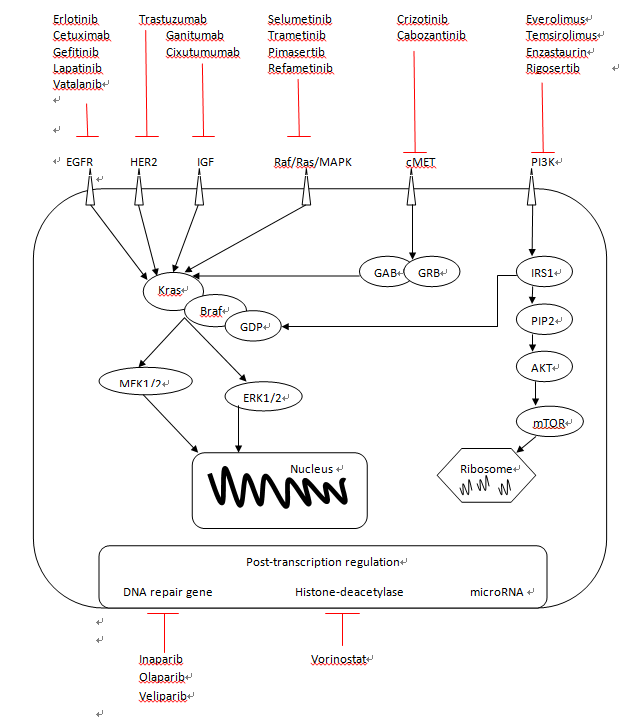 Erlotinib Trastuzumab Selumetinib Crizotinib Everolimus
Cetuximab Ganitumab Trametinib Cabozantinib Temsirolimus
Gefitinib Cixutumumab Pimasertib Enzastaurin
Lapatinib Refametinib Rigosertib
Vatalanib
EGFR HER2 IGF Raf/Ras/MAPK cMET PI3K
GAB GRB IRS1
Kras
Braf
GDP PIP2
AKT
MEK1/2
ERK1/2
mTOR
Nucleus Ribosome
Post-transcription regulation
DNA repair gene Histone-deacetylase microRNA
Inaparib Vorinostat
Olaparib
Veliparib